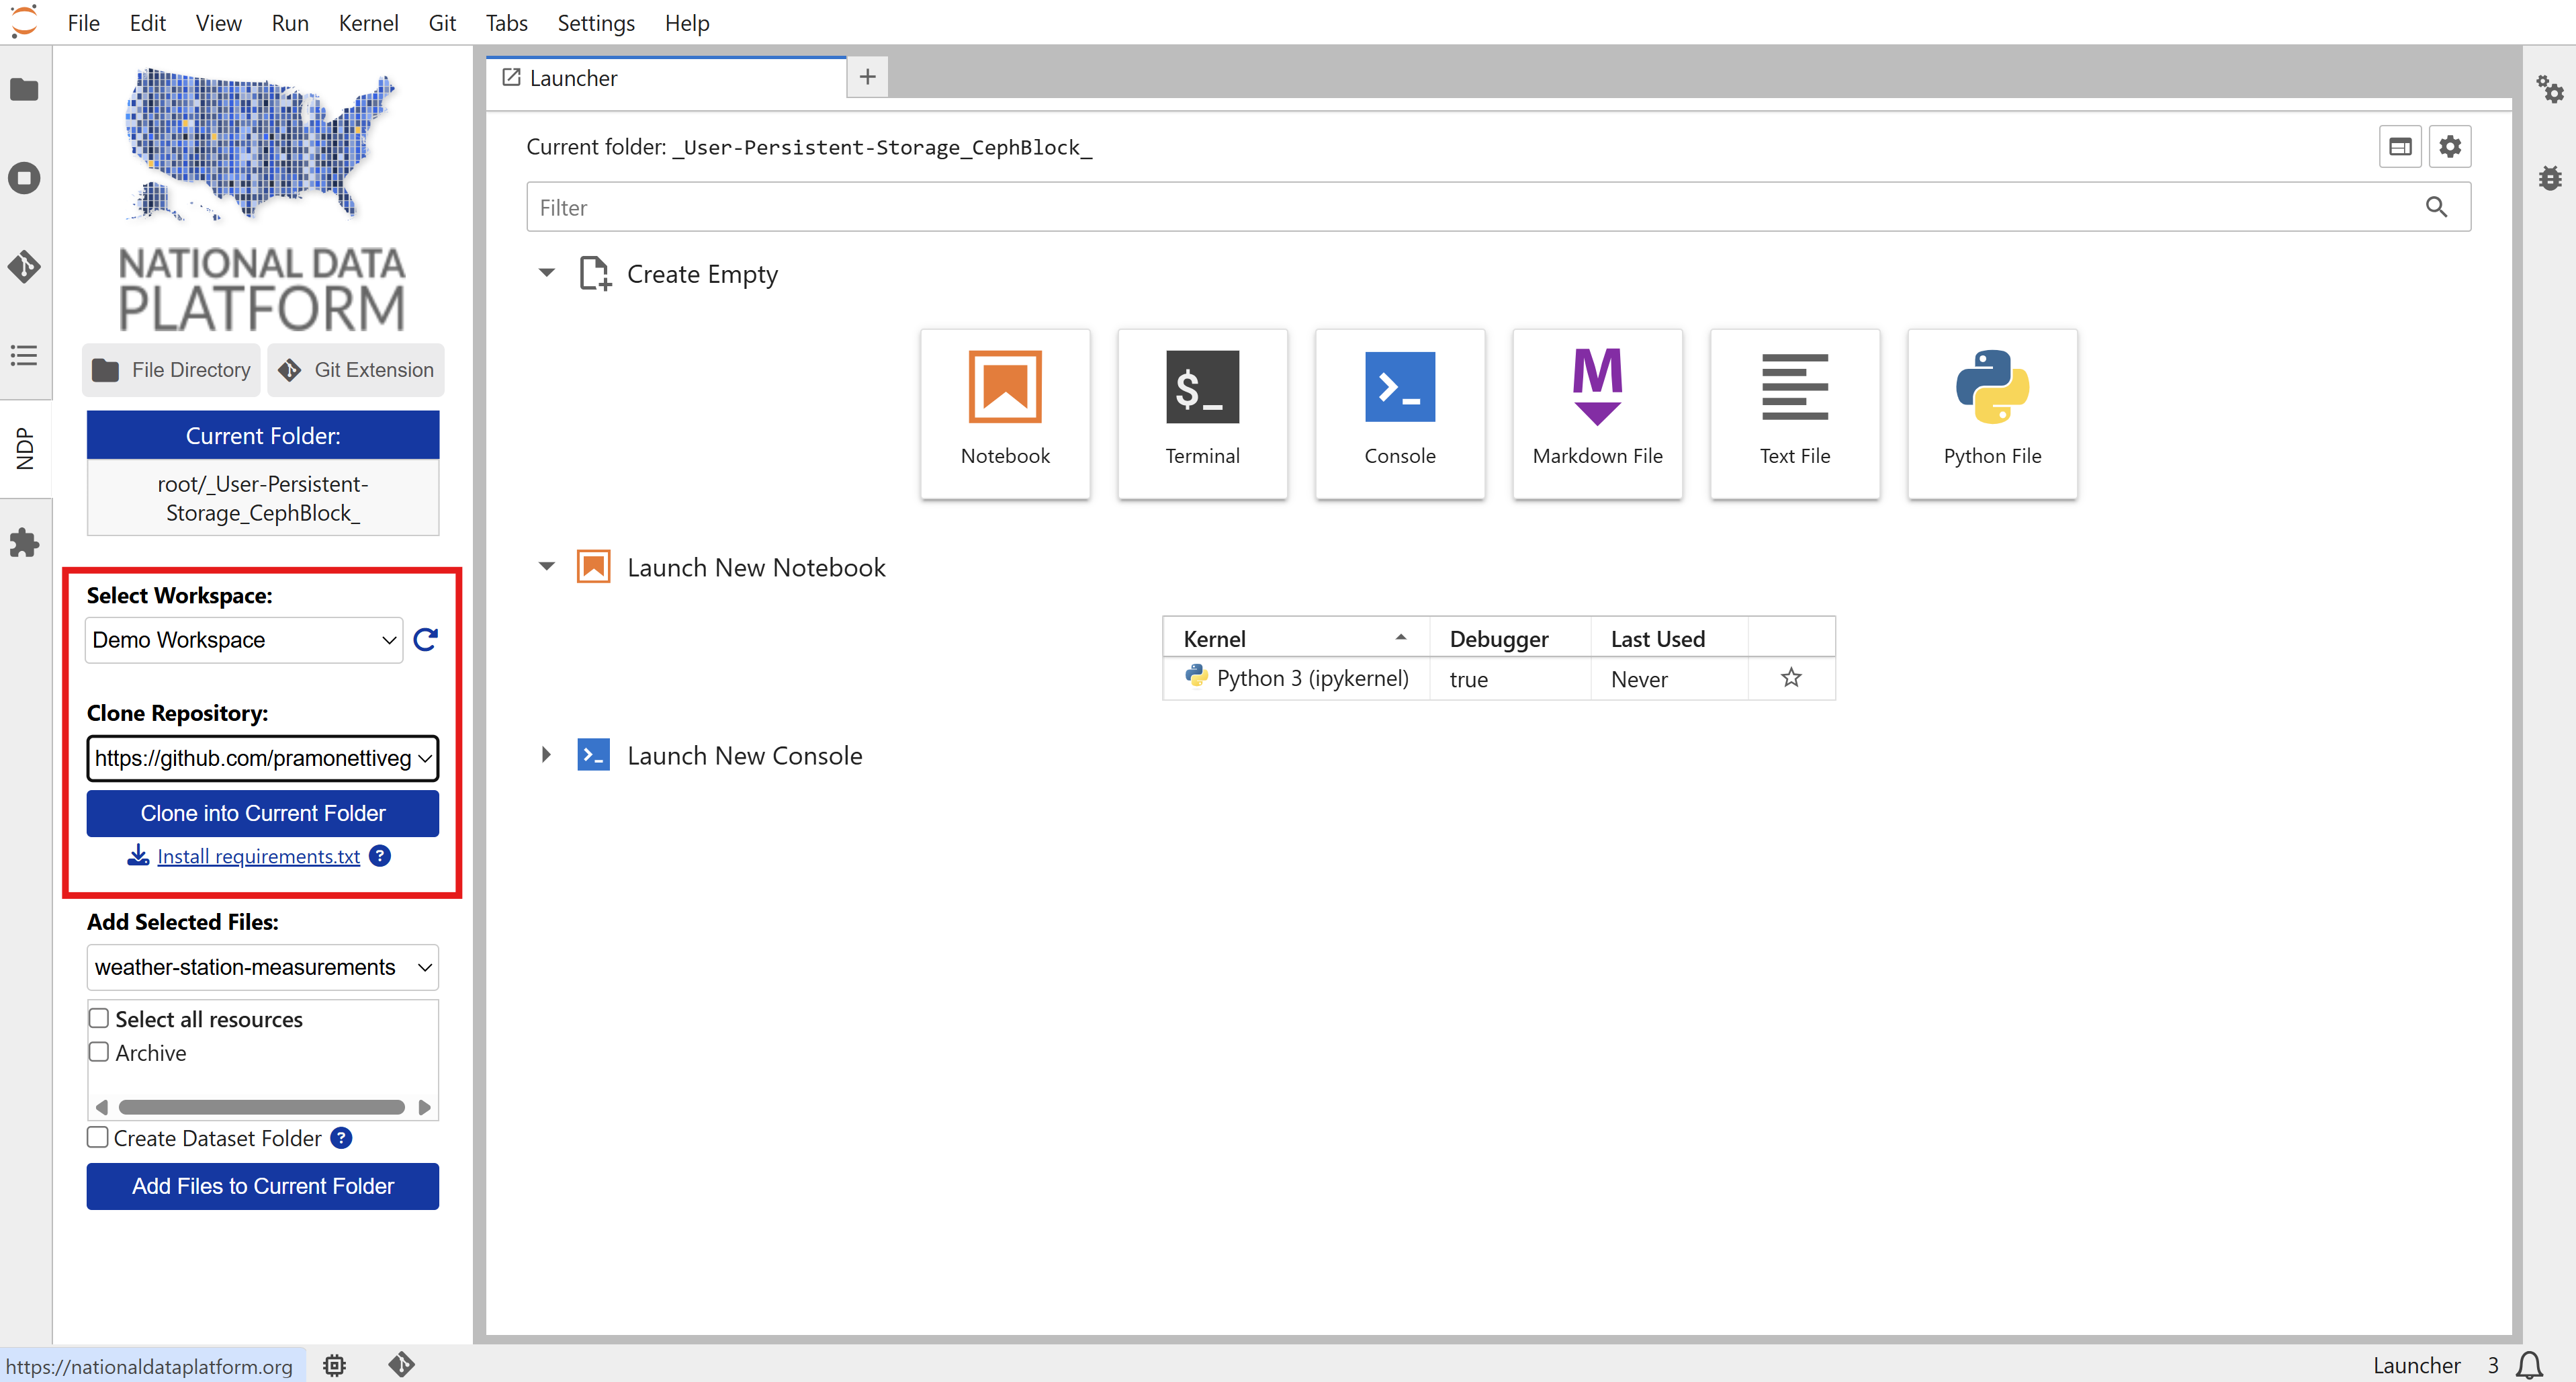 File Edit View Run Kernel Git Tabs Settings Help
NATIONAL DATA
PLATFORM
File Directory
Git Extension
NDP
Current Folder:
root/_User-Persistent-
Storage_CephBlock_
Select Workspace:
Demo Workspace
Clone Repository:
https://github.com/pramonettiveg
Clone into Current Folder
Install requirements.txt ?
Add Selected Files:
weather-station-measurements
Select all resources
Archive
Create Dataset Folder ?
Add Files to Current Folder
Launcher
+
Current folder: _User-Persistent-Storage_CephBlock_
Filter
Create Empty
$_
M
Notebook
Terminal
Console
Markdown File
Text File
Python File
Launch New Notebook
Kernel Debugger Last Used
Python 3 (ipykernel) true Never
Launch New Console
https://nationaldataplatform.org
Launcher 3